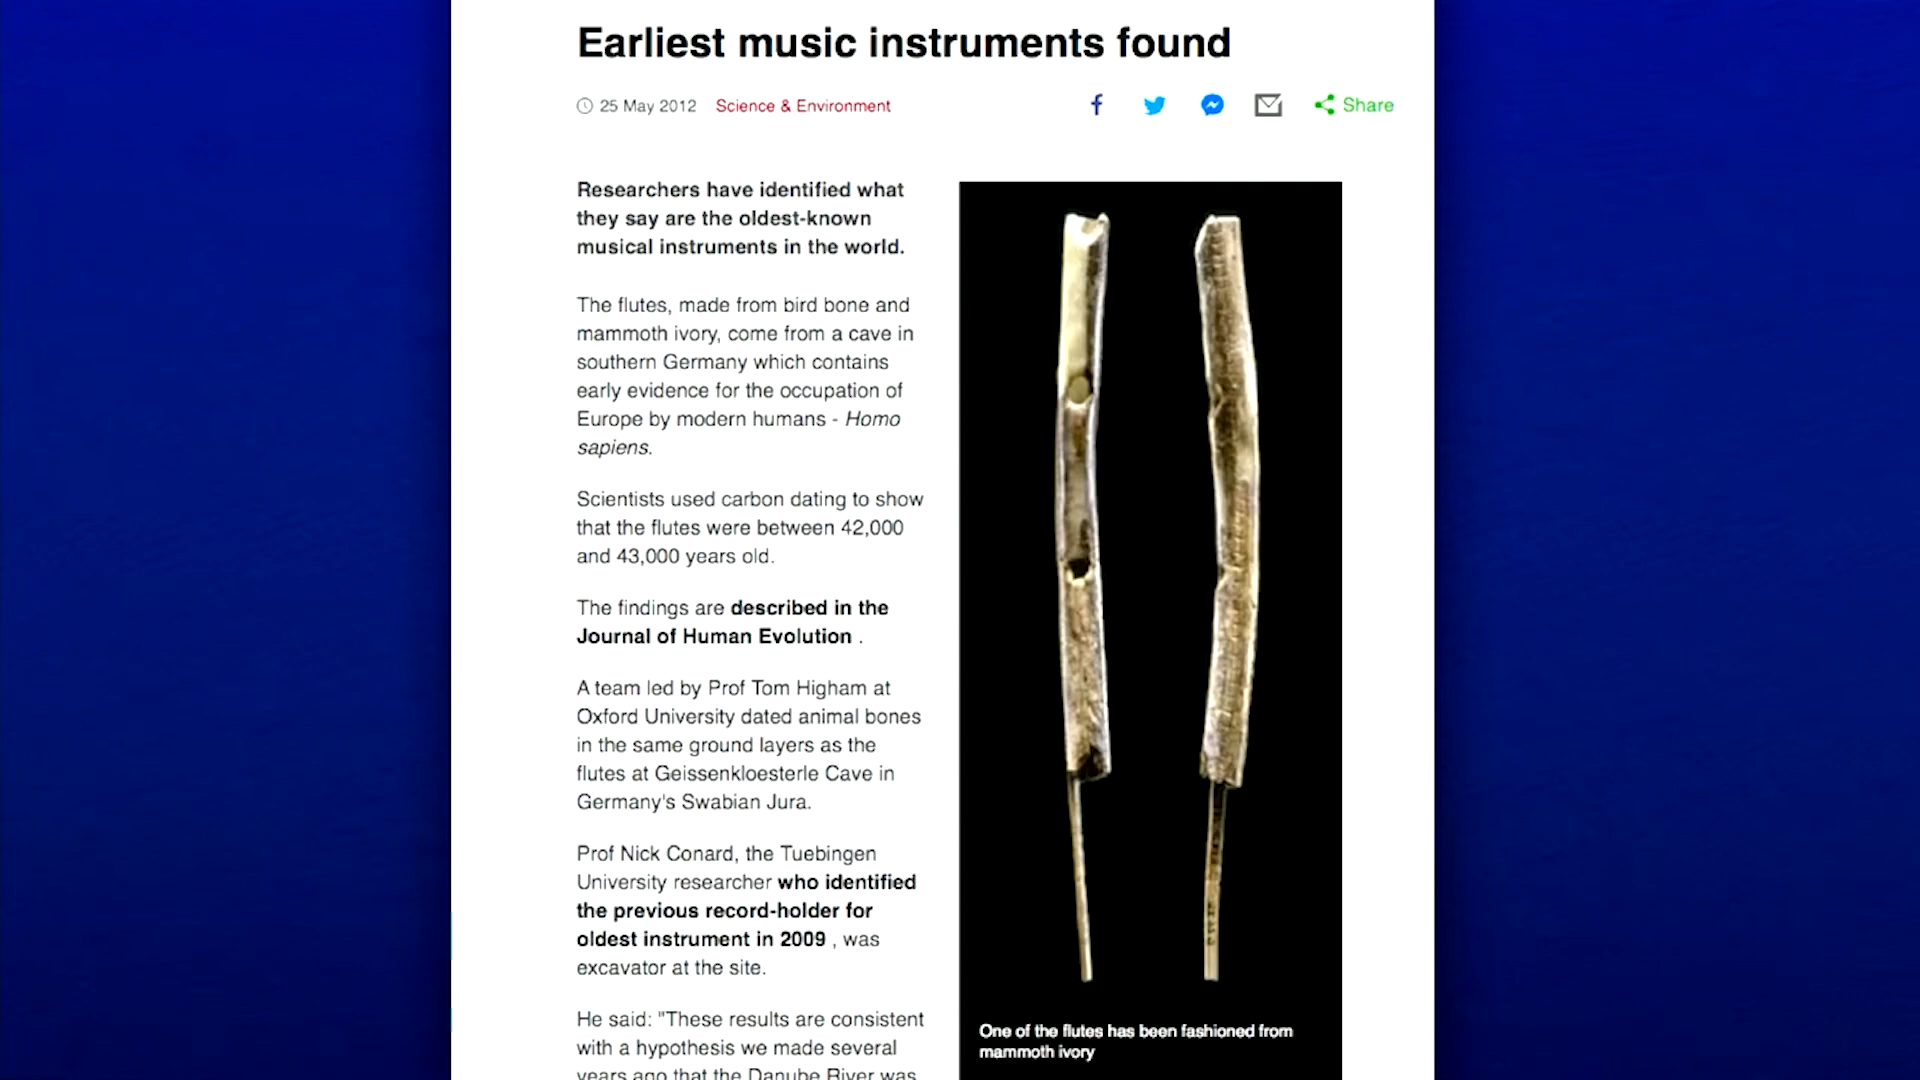 Earliest music instruments found
25 May 2012 Science & Environment Share
Researchers have identified what
they say are the oldest-known
musical instruments in the world.
The flutes, made from bird bone and
mammoth ivory, come from a cave in
southern Germany which contains
early evidence for the occupation of
Europe by modern humans - Homo
sapiens.
Scientists used carbon dating to show
that the flutes were between 42,000
and 43,000 years old.
The findings are described in the
Journal of Human Evolution .
A team led by Prof Tom Higham at
Oxford University dated animal bones
in the same ground layers as the
flutes at Geissenkloesterle Cave in
Germany's Swabian Jura.
Prof Nick Conard, the Tuebingen
University researcher who identified
the previous record-holder for
oldest instrument in 2009 , was
excavator at the site.
He said: "These results are consistent
with a hypothesis we made several
years ago that the Danube River was
One of the flutes has been fashioned from
mammoth ivory